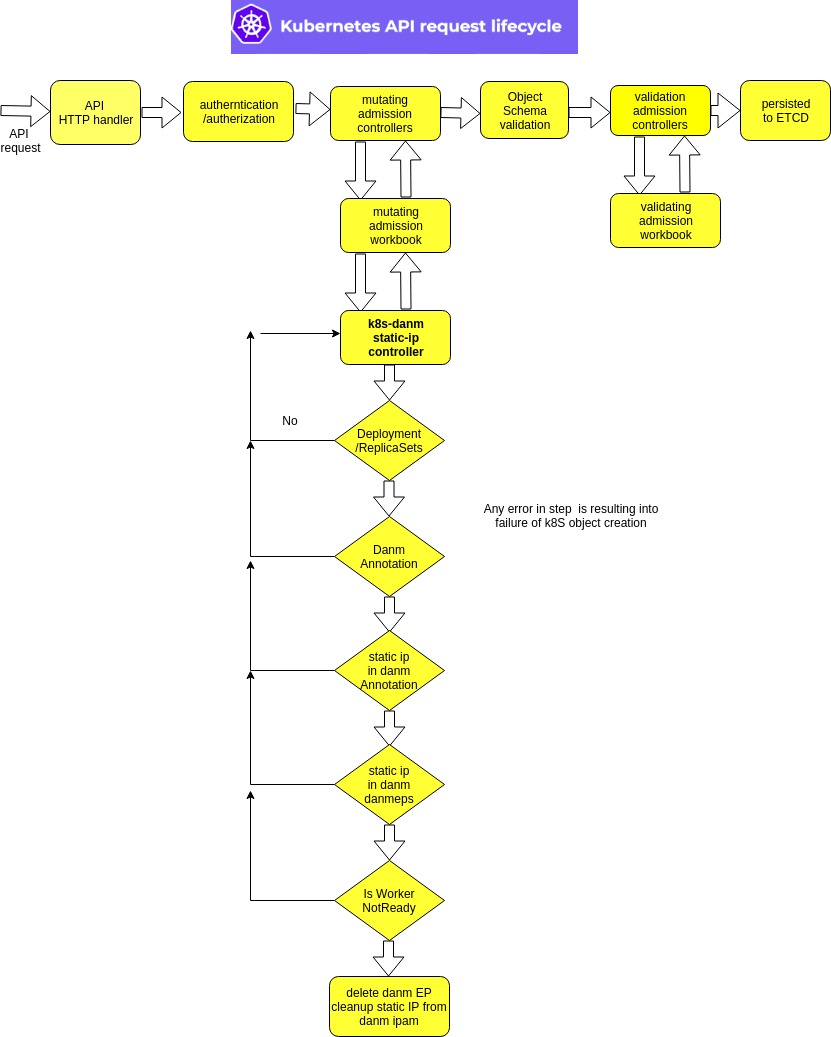 Kubernetes API request lifecycle
API
request
API
HTTP handler
autherntication
/autherization
mutating
admission
controllers
Object
Schema
validation
validation
admission
controllers
persisted
to ETCD
mutating
admission
workbook
validating
admission
workbook
k8s-danm
static-ip
controller
No
Deployment
/ReplicaSets
Any error in step  is resulting into
failure of k8S object creation
Danm
Annotation
static ip
in danm
Annotation
static ip
in danm
danmeps
Is Worker
NotReady
delete danm EP
cleanup static IP from
danm ipam